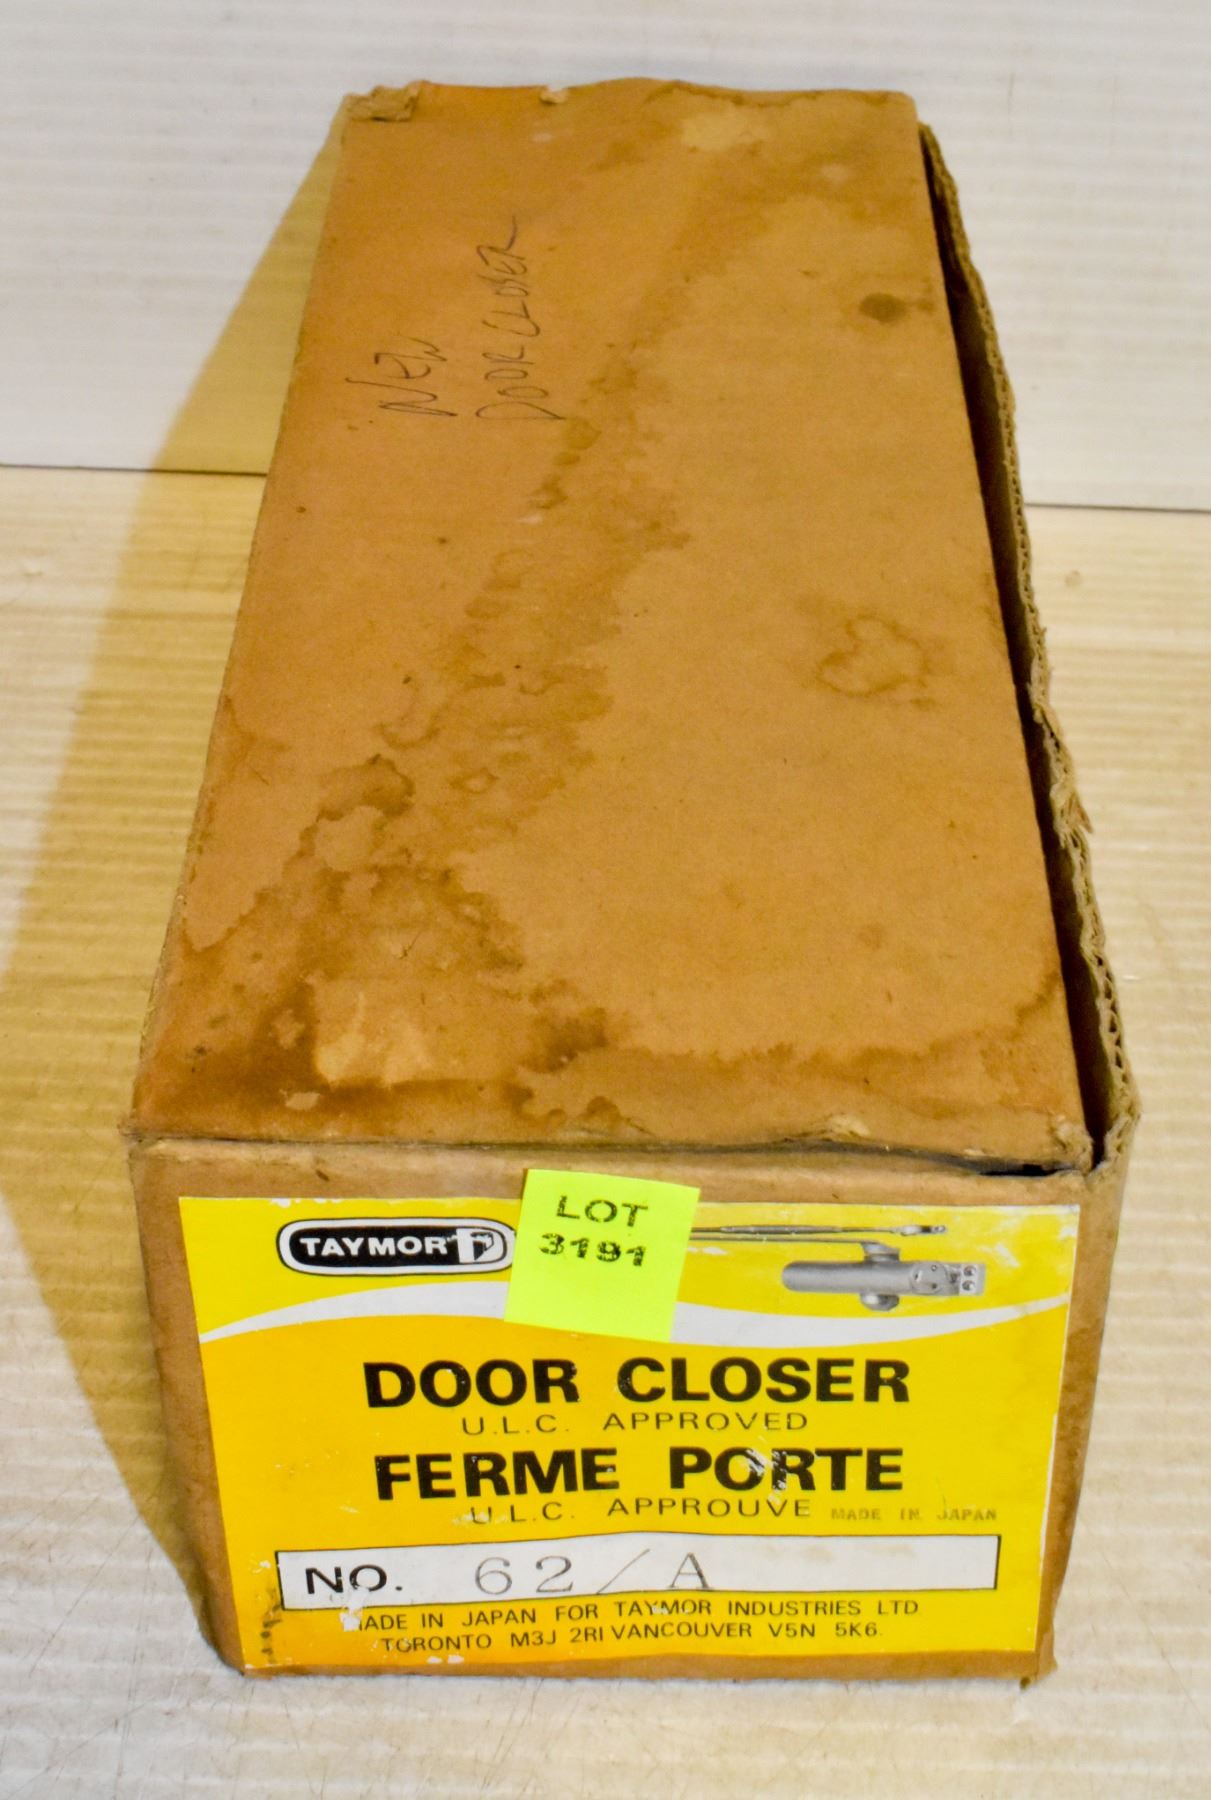 NEW
DOOR CLOSER
LOT
3191
TAYMOR
DOOR CLOSER
U.L.C. APPROVED
FERME PORTE
U.L.C. APPROUVE MADE IN JAPAN
NO. 62/A
MADE IN JAPAN FOR TAYMOR INDUSTRIES LTD
TORONTO M3J 2R1 VANCOUVER V5N 5K6